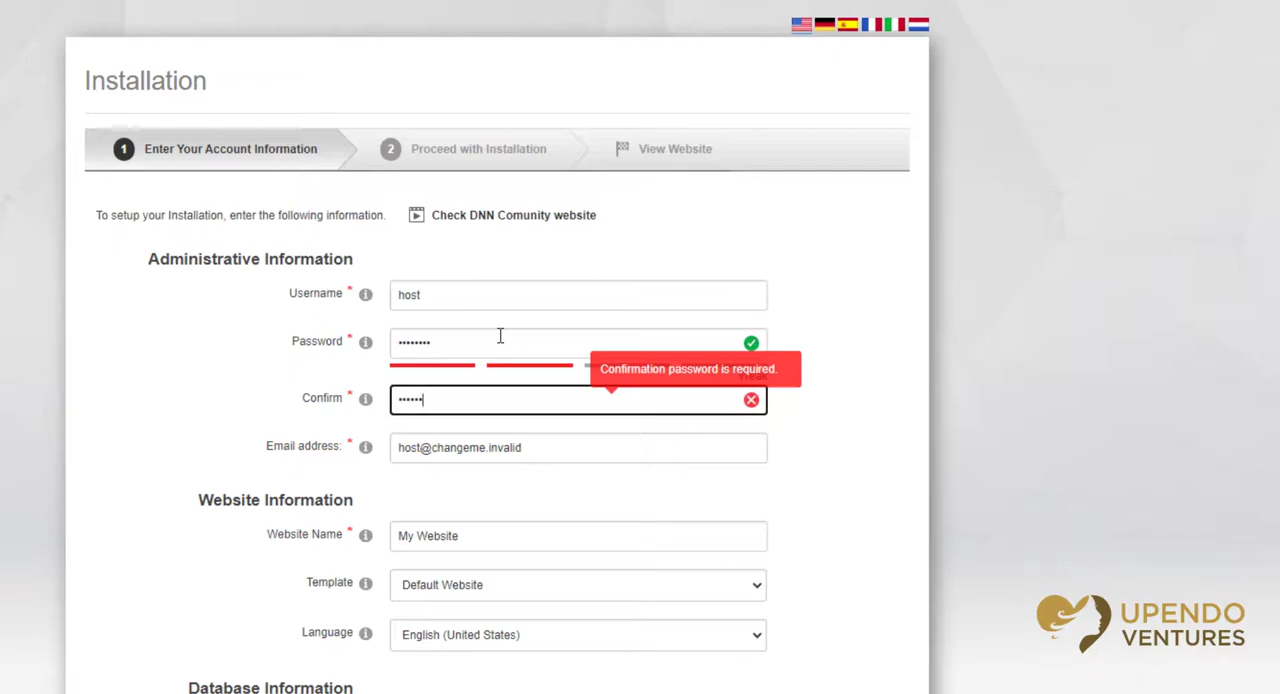 Installation
1 Enter Your Account Information 2 Proceed with Installation View Website
To setup your Installation, enter the following information. Check DNN Comunity website
Administrative Information
Username * host
Password * ••••••••
Confirmation password is required.
Weak
Confirm * ••••••
Email address: * host@changeme.invalid
Website Information
Website Name * My Website
Template Default Website
Language English (United States)
Database Information
UPENDO
VENTURES